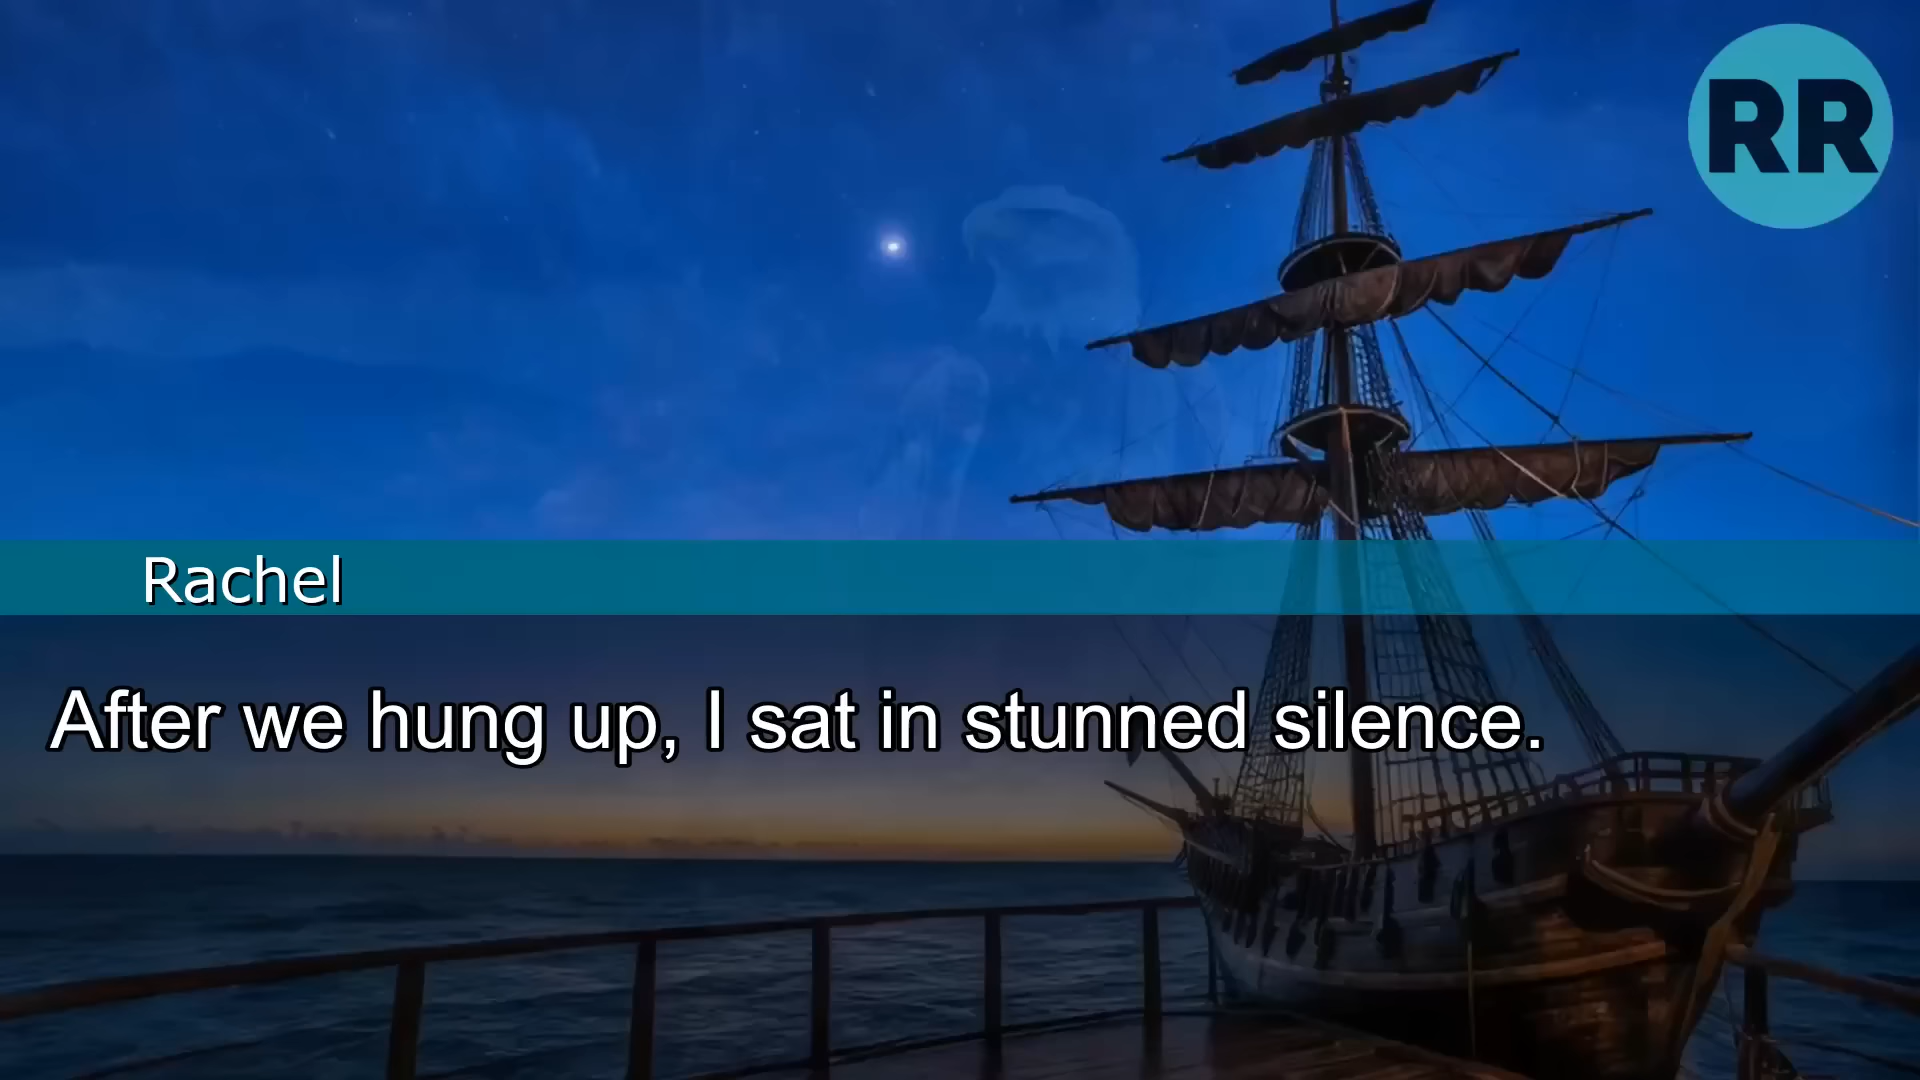 RR
Rachel
After we hung up, I sat in stunned silence.